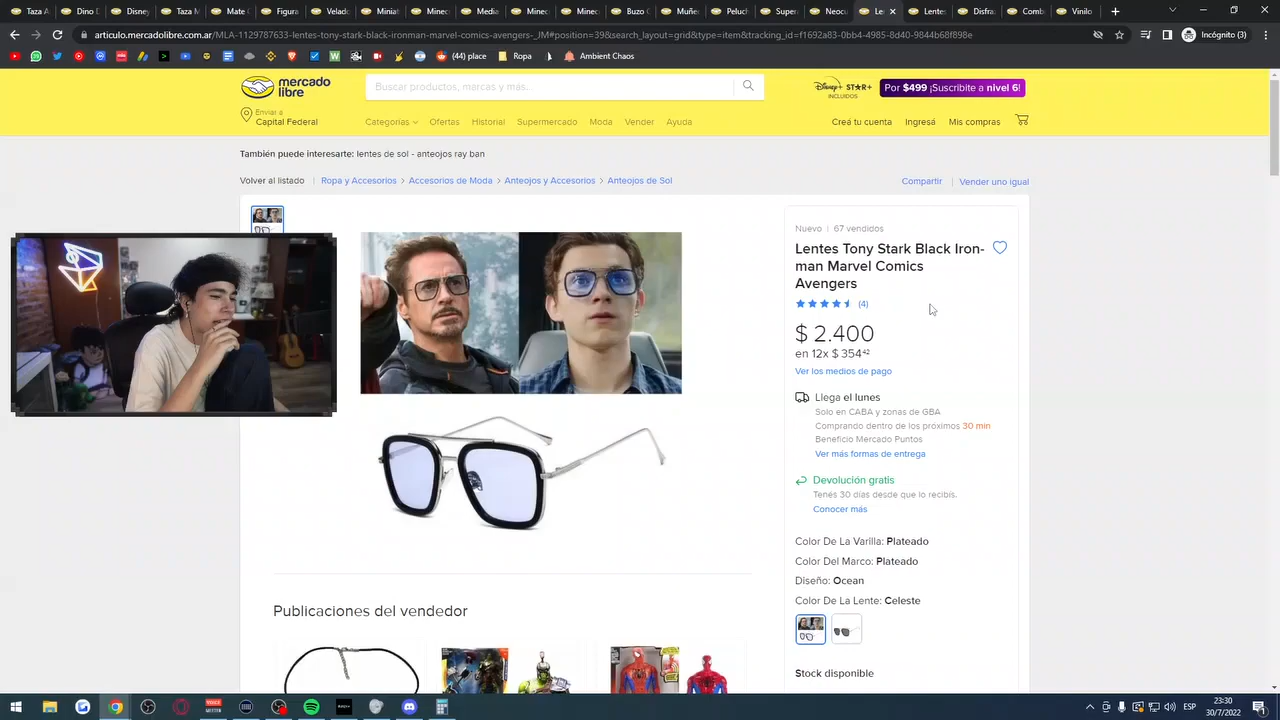 Taza A
Dino D
Disney
Taza M
articulo.mercadolibre.com.ar/MLA-1129787633-lentes-tony-stark-black-ironman-marvel-comics-avengers-_JM#position=39&search_layout=grid&type=item&tracking_id=f1692a83-0bb4-4985-8d40-9844b68f898e
Incógnito (3)
(44) place
Ropa
Ambient Chaos
mercado
libre
Buscar productos, marcas y más...
Disney+ STAR+
INCLUIDOS
Por $499 ¡Suscribite a nivel 6!
Enviar a
Capital Federal
Categorías Ofertas Historial Supermercado Moda Vender Ayuda
Creá tu cuenta Ingresá Mis compras
También puede interesarte: lentes de sol - anteojos ray ban
Volver al listado | Ropa y Accesorios > Accesorios de Moda > Anteojos y Accesorios > Anteojos de Sol
Compartir | Vender uno igual
Nuevo | 67 vendidos
Lentes Tony Stark Black Iron-
man Marvel Comics
Avengers
(4)
$ 2.400
en 12x $ 354 42
Ver los medios de pago
Llega el lunes
Solo en CABA y zonas de GBA
Comprando dentro de los próximos 30 min
Beneficio Mercado Puntos
Ver más formas de entrega
Devolución gratis
Tenés 30 días desde que lo recibís.
Conocer más
Color De La Varilla: Plateado
Color Del Marco: Plateado
Diseño: Ocean
Color De La Lente: Celeste
Stock disponible
Publicaciones del vendedor
ESP
23:30
30/7/2022